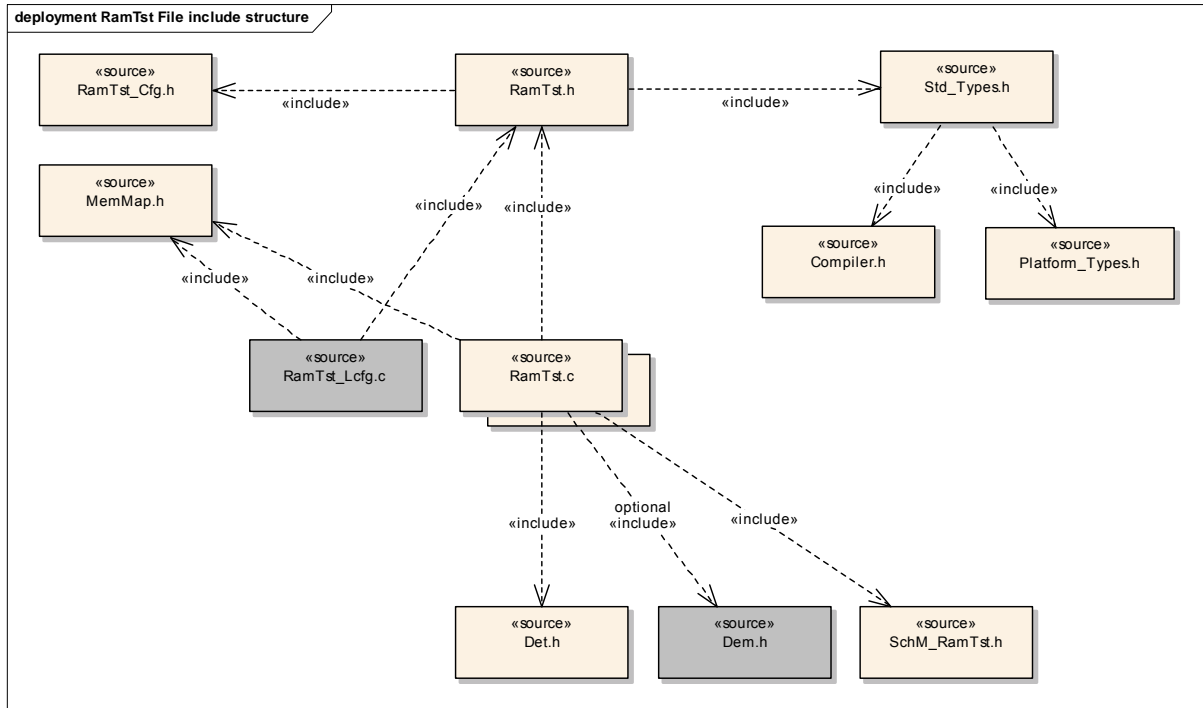 deployment RamTst File include structure
«source»
RamTst_Cfg.h
«include»
«source»
RamTst.h
«include»
«source»
Std_Types.h
«source»
MemMap.h
«include»
«include»
«include»
«include»
«include»
«include»
«source»
Compiler.h
«source»
Platform_Types.h
«source»
RamTst_Lcfg.c
«source»
RamTst.c
«include»
optional
«include»
«include»
«source»
Det.h
«source»
Dem.h
«source»
SchM_RamTst.h